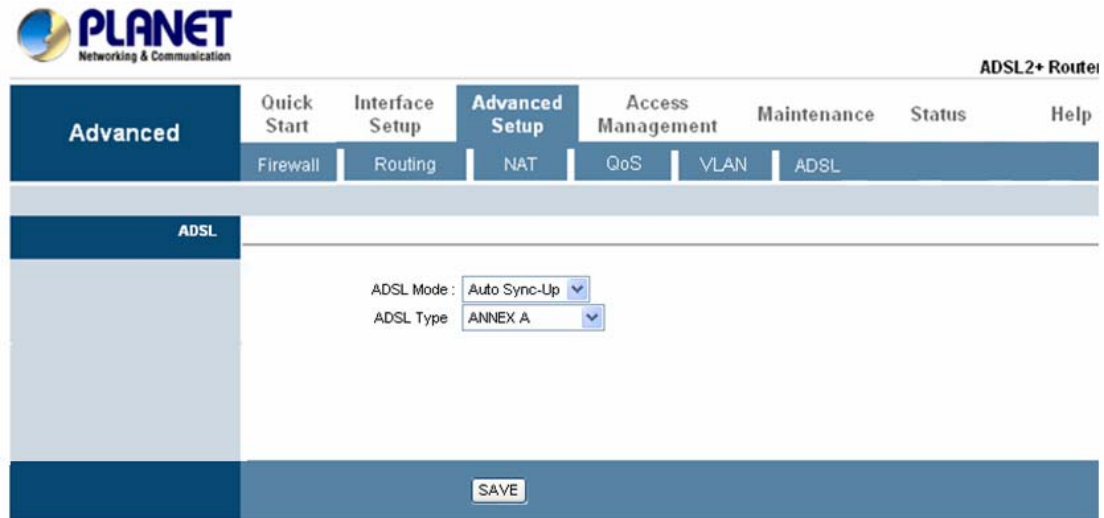 PLANET
Networking & Communication
ADSL2+ Router
Advanced
Quick Start
Interface Setup
Advanced Setup
Access Management
Maintenance
Status
Help
Firewall
Routing
NAT
QoS
VLAN
ADSL
ADSL
ADSL Mode : Auto Sync-Up
ADSL Type ANNEX A
SAVE